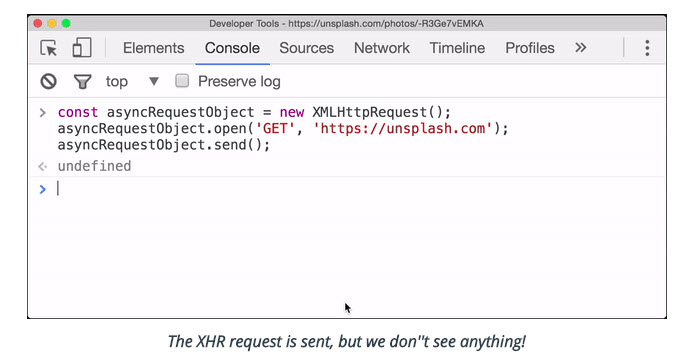 Developer Tools - https://unsplash.com/photos/-R3Ge7vEMKA
Elements Console Sources Network Timeline Profiles »
top ▼ Preserve log
> const asyncRequestObject = new XMLHttpRequest();
asyncRequestObject.open('GET', 'https://unsplash.com');
asyncRequestObject.send();
undefined
>
The XHR request is sent, but we don''t see anything!